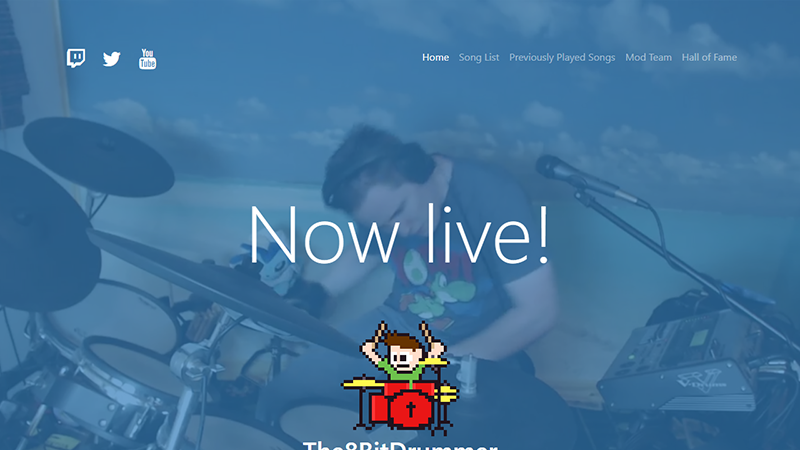 You
Tube
Home Song List Previously Played Songs Mod Team Hall of Fame
Now live!
The8BitDrummer